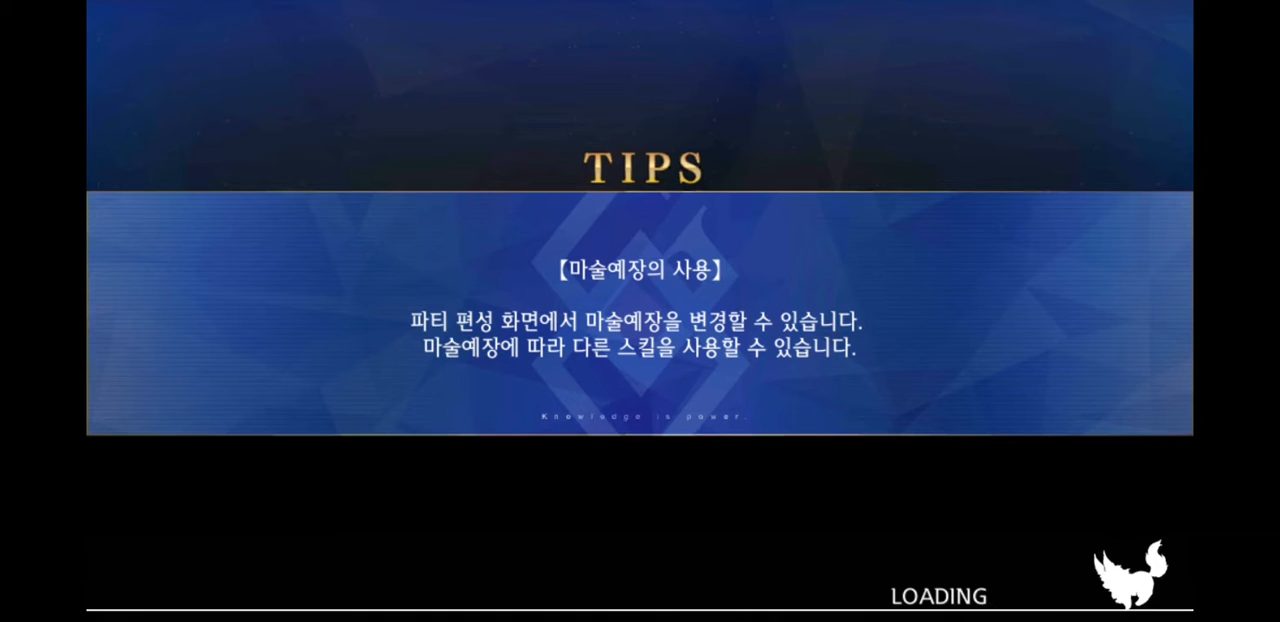 TIPS
【마술예장의 사용】
파티 편성 화면에서 마술예장을 변경할 수 있습니다.
마술예장에 따라 다른 스킬을 사용할 수 있습니다.
Knowledge is power.
LOADING